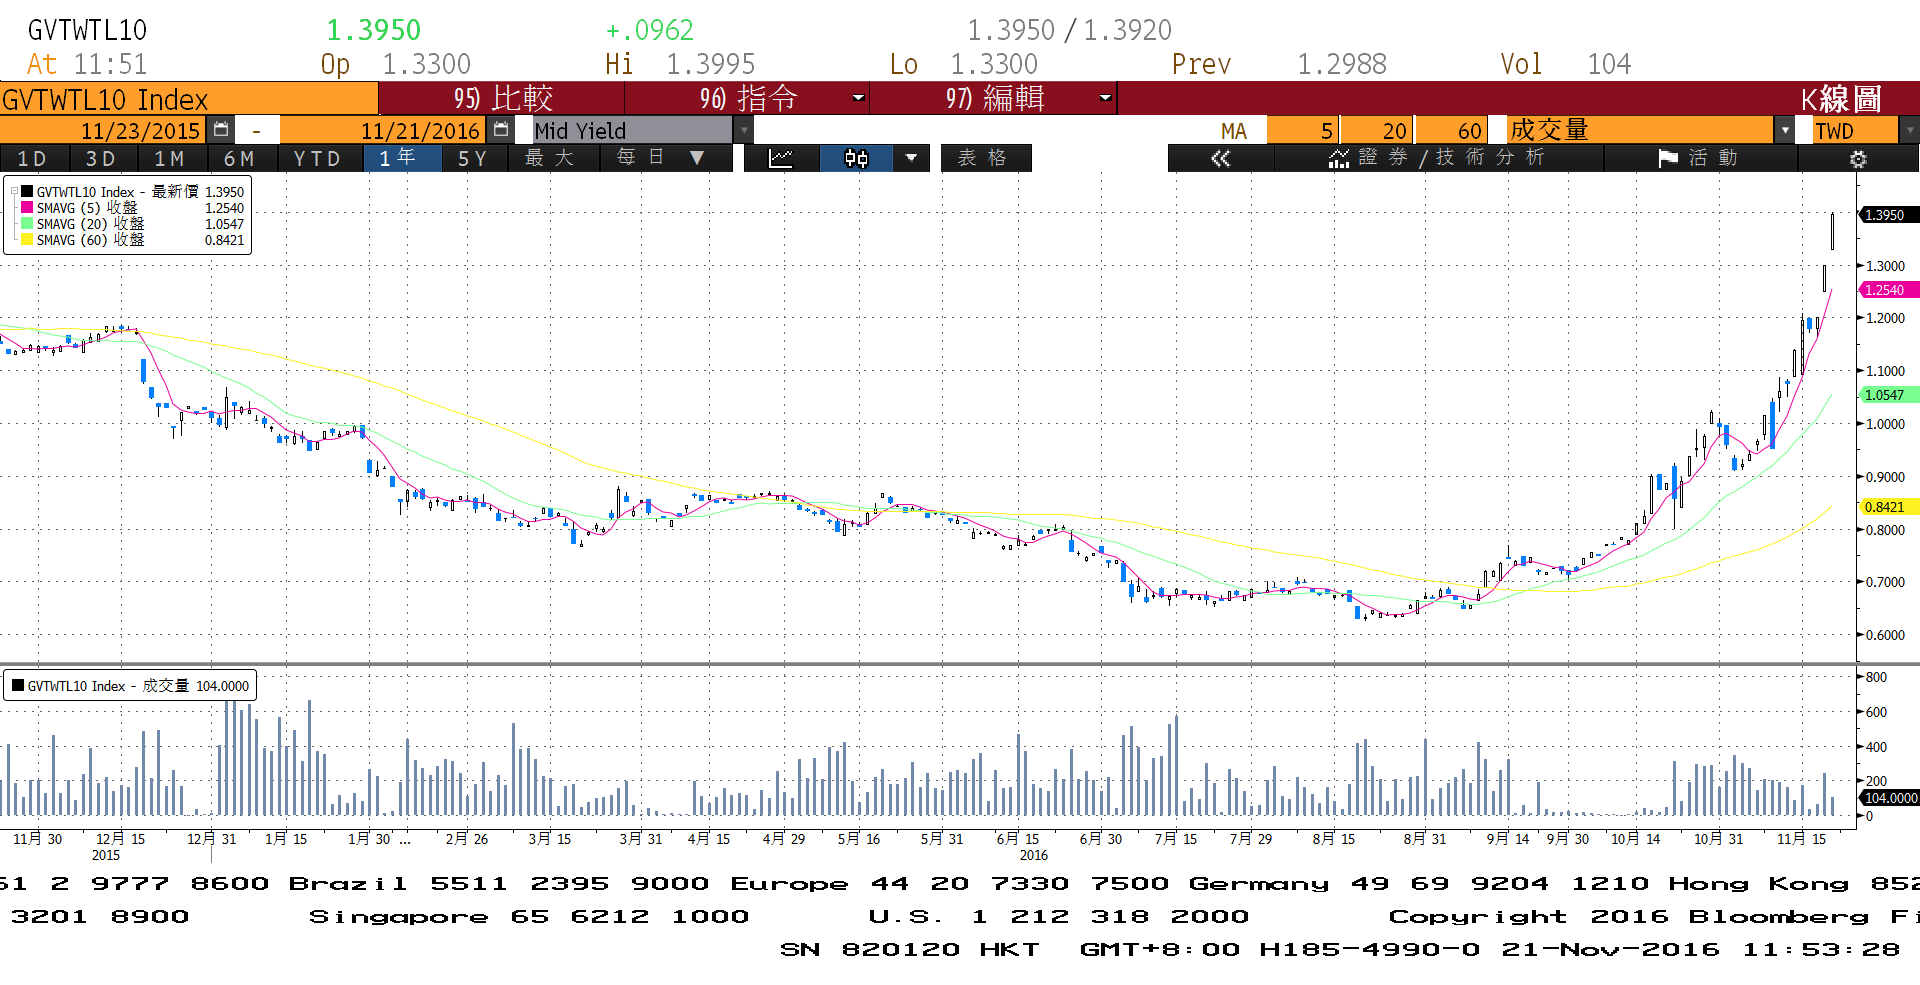 GVTWTL10 1.3950 +.0962 1.3950 / 1.3920
At 11:51 Op 1.3300 Hi 1.3995 Lo 1.3300 Prev 1.2988 Vol 104
GVTWTL10 Index 95) 比較 96) 指令 97) 編輯 K線圖
11/23/2015 - 11/21/2016 Mid Yield MA 5 20 60 成交量 TWD
1D 3D 1M 6M YTD 1年 5Y 最大 每日 ▼ 表格 « 證券/技術分析 活動
GVTWTL10 Index - 最新價 1.3950
SMAVG (5) 收盤 1.2540
SMAVG (20) 收盤 1.0547
SMAVG (60) 收盤 0.8421
1.3950
1.3000
1.2540
1.2000
1.1000
1.0547
1.0000
0.9000
0.8421
0.8000
0.7000
0.6000
GVTWTL10 Index - 成交量 104.0000
800
600
400
200
104.0000
0
11月 30 12月 15 12月 31 1月 15 1月 30 ... 2月 26 3月 15 3月 31 4月 15 4月 29 5月 16 5月 31 6月 15 6月 30 7月 15 7月 29 8月 15 8月 31 9月 14 9月 30 10月 14 10月 31 11月 15
2015 2016
61 2 9777 8600 Brazil 5511 2395 9000 Europe 44 20 7330 7500 Germany 49 69 9204 1210 Hong Kong 852
3201 8900 Singapore 65 6212 1000 U.S. 1 212 318 2000 Copyright 2016 Bloomberg Fi
SN 820120 HKT GMT+8:00 H185-4990-0 21-Nov-2016 11:53:28